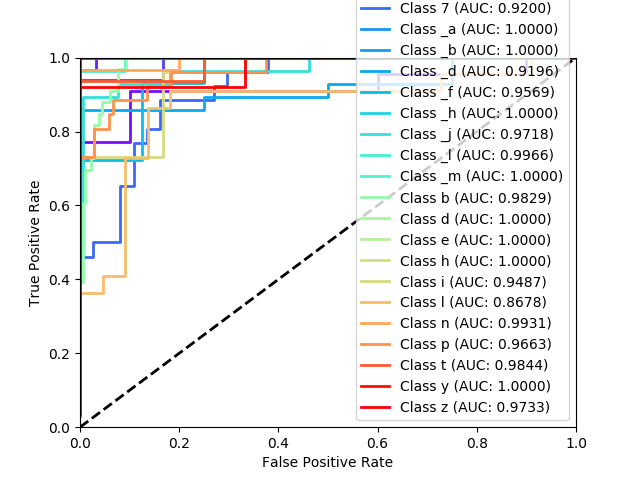 Class 7 (AUC: 0.9200)
Class _a (AUC: 1.0000)
Class _b (AUC: 1.0000)
Class _d (AUC: 0.9196)
Class _f (AUC: 0.9569)
Class _h (AUC: 1.0000)
Class _j (AUC: 0.9718)
Class _l (AUC: 0.9966)
Class _m (AUC: 1.0000)
Class b (AUC: 0.9829)
Class d (AUC: 1.0000)
Class e (AUC: 1.0000)
Class h (AUC: 1.0000)
Class i (AUC: 0.9487)
Class l (AUC: 0.8678)
Class n (AUC: 0.9931)
Class p (AUC: 0.9663)
Class t (AUC: 0.9844)
Class y (AUC: 1.0000)
Class z (AUC: 0.9733)
1.0
0.8
0.6
0.4
0.2
0.0
True Positive Rate
0.0 0.2 0.4 0.6 0.8 1.0
False Positive Rate